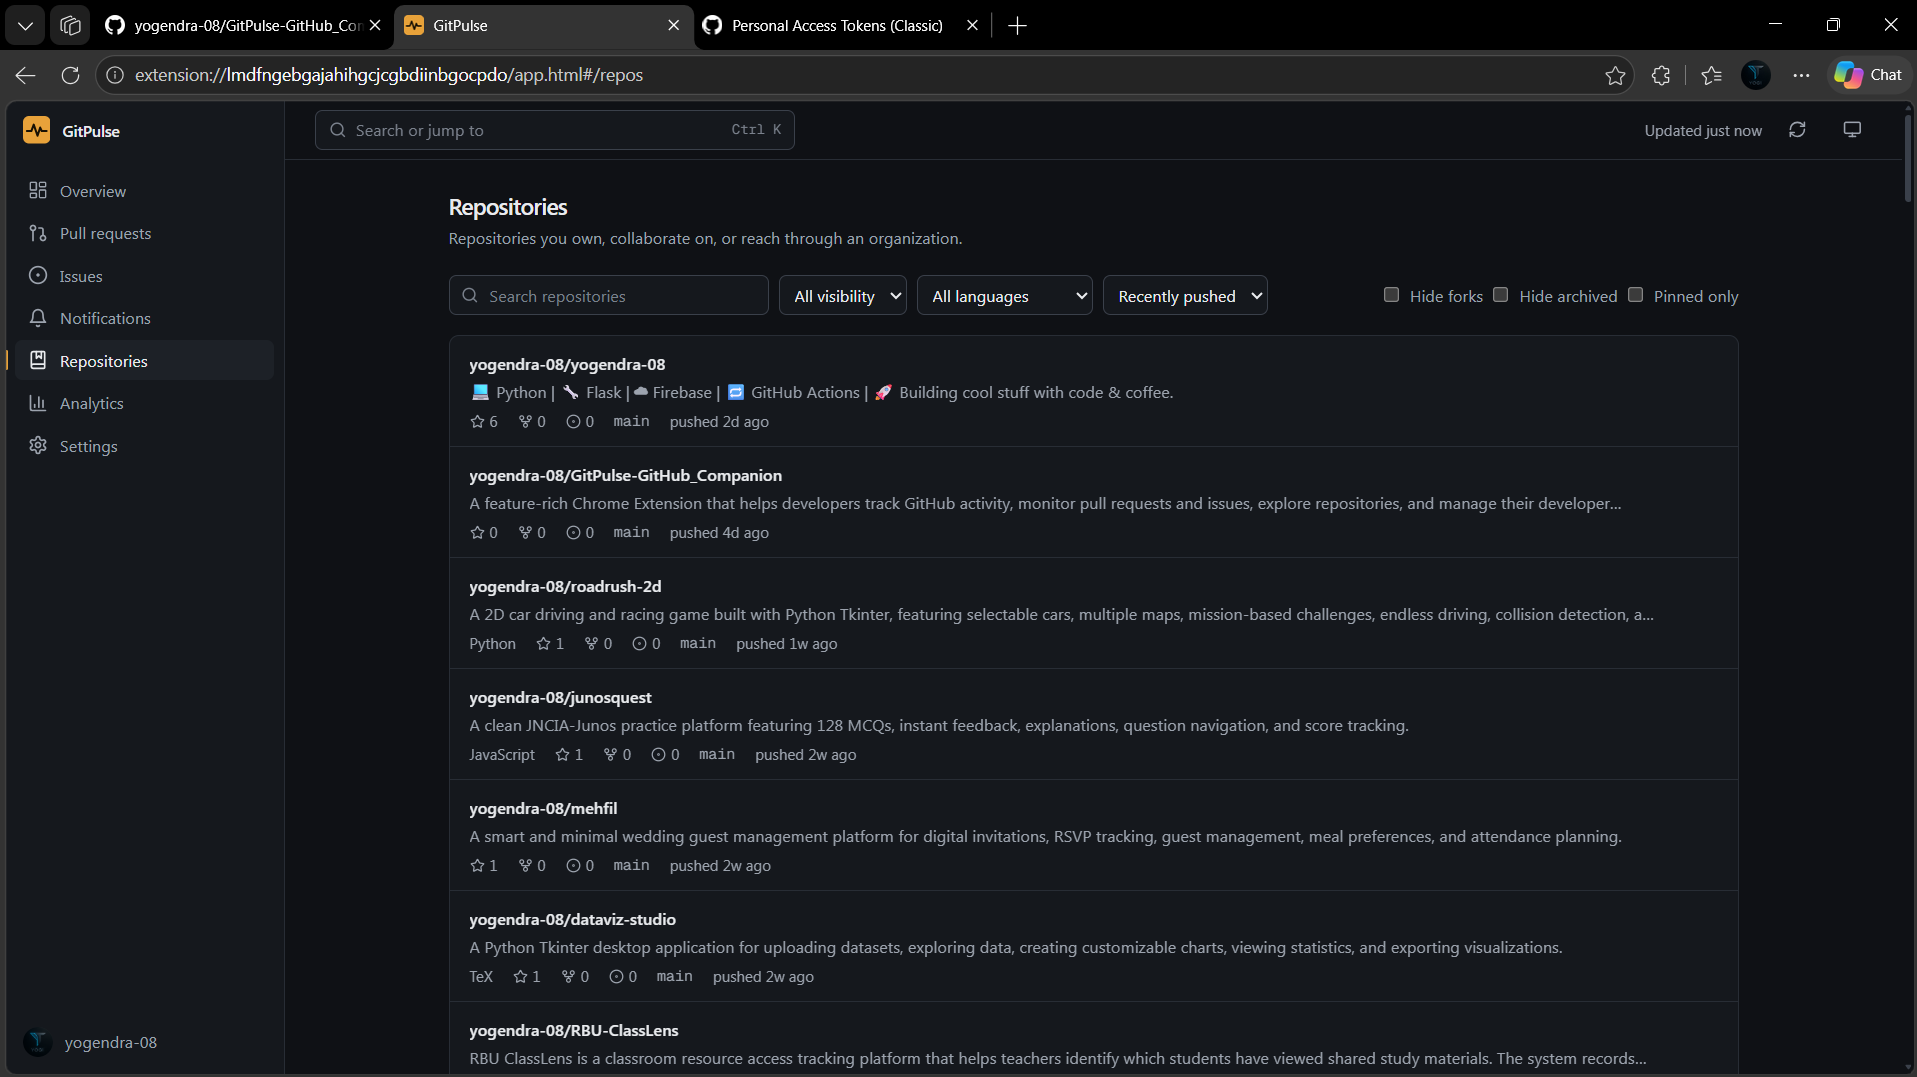 yogendra-08/GitPulse-GitHub_Con
GitPulse
Personal Access Tokens (Classic)
extension://lmdfngebgajahihgcjcgbdiinbgocpdo/app.html#/repos
Chat
GitPulse
Search or jump to
Ctrl K
Updated just now
Overview
Pull requests
Issues
Notifications
Repositories
Analytics
Settings
yogendra-08
Repositories
Repositories you own, collaborate on, or reach through an organization.
Search repositories
All visibility
All languages
Recently pushed
Hide forks
Hide archived
Pinned only
yogendra-08/yogendra-08
💻 Python | 🔧 Flask | ☁ Firebase | 🔁 GitHub Actions | 🚀 Building cool stuff with code & coffee.
6 0 0 main pushed 2d ago
yogendra-08/GitPulse-GitHub_Companion
A feature-rich Chrome Extension that helps developers track GitHub activity, monitor pull requests and issues, explore repositories, and manage their developer...
0 0 0 main pushed 4d ago
yogendra-08/roadrush-2d
A 2D car driving and racing game built with Python Tkinter, featuring selectable cars, multiple maps, mission-based challenges, endless driving, collision detection, a...
Python 1 0 0 main pushed 1w ago
yogendra-08/junosquest
A clean JNCIA-Junos practice platform featuring 128 MCQs, instant feedback, explanations, question navigation, and score tracking.
JavaScript 1 0 0 main pushed 2w ago
yogendra-08/mehfil
A smart and minimal wedding guest management platform for digital invitations, RSVP tracking, guest management, meal preferences, and attendance planning.
1 0 0 main pushed 2w ago
yogendra-08/dataviz-studio
A Python Tkinter desktop application for uploading datasets, exploring data, creating customizable charts, viewing statistics, and exporting visualizations.
TeX 1 0 0 main pushed 2w ago
yogendra-08/RBU-ClassLens
RBU ClassLens is a classroom resource access tracking platform that helps teachers identify which students have viewed shared study materials. The system records...